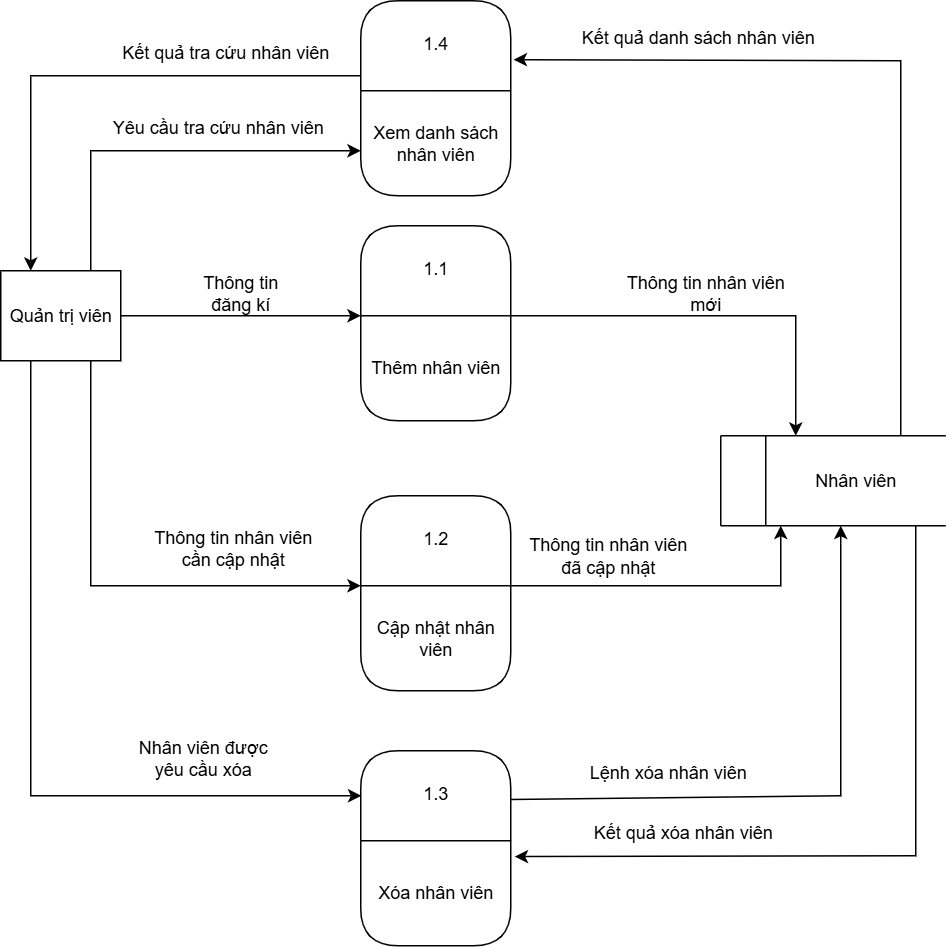 Kết quả tra cứu nhân viên
1.4
Kết quả danh sách nhân viên
Yêu cầu tra cứu nhân viên
Xem danh sách
nhân viên
Quản trị viên
Thông tin
đăng kí
1.1
Thông tin nhân viên
mới
Thêm nhân viên
Nhân viên
Thông tin nhân viên
cần cập nhật
1.2
Thông tin nhân viên
đã cập nhật
Cập nhật nhân
viên
Nhân viên được
yêu cầu xóa
1.3
Lệnh xóa nhân viên
Kết quả xóa nhân viên
Xóa nhân viên